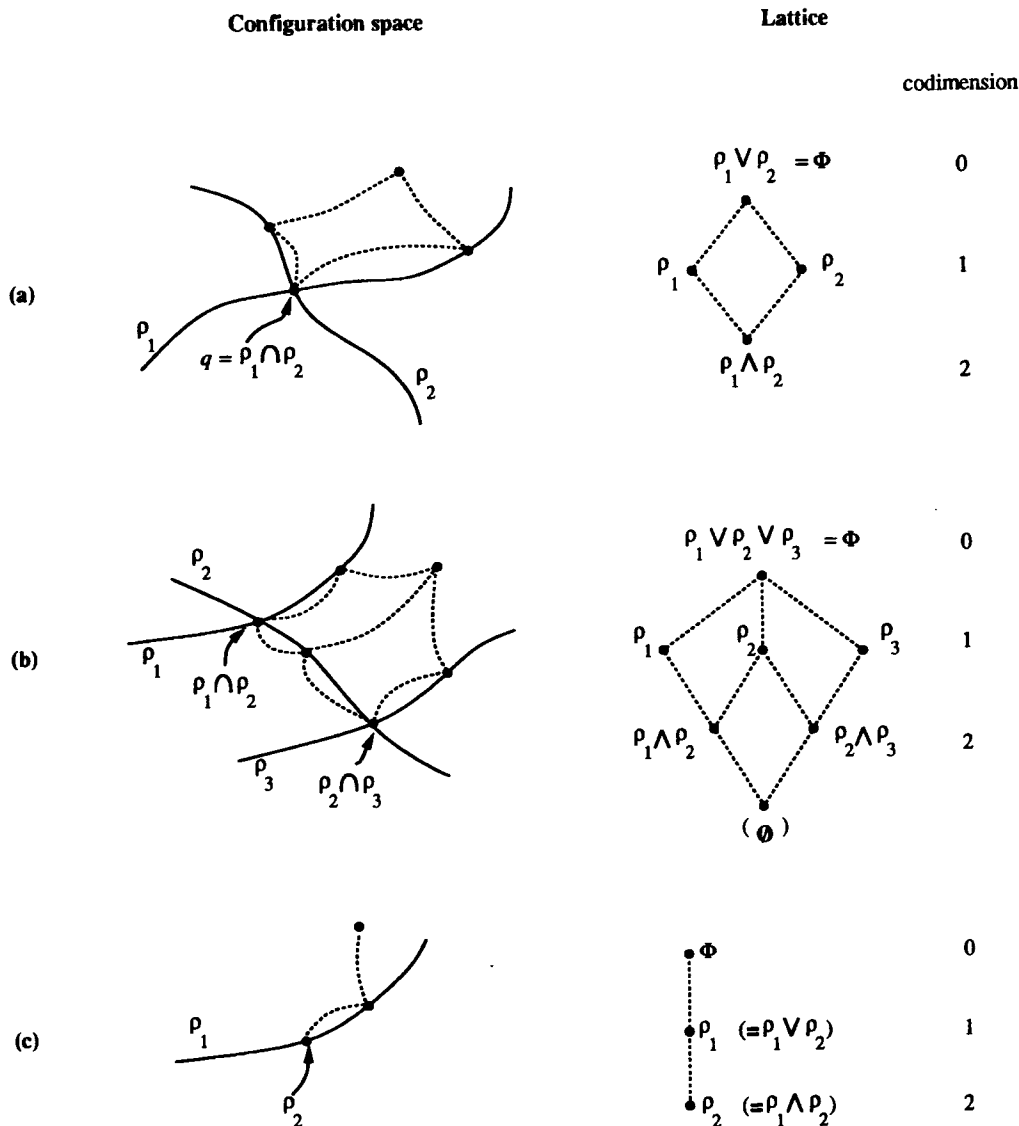 Configuration space
Lattice
codimension
(a)
ρ1
q = ρ1 ∩ ρ2
ρ2
ρ1 ∨ ρ2 = Φ
0
ρ1
ρ2
1
ρ1 ∧ ρ2
2
(b)
ρ2
ρ1
ρ1 ∩ ρ2
ρ3
ρ2 ∩ ρ3
ρ1 ∨ ρ2 ∨ ρ3 = Φ
0
ρ1
ρ2
ρ3
1
ρ1 ∧ ρ2
ρ2 ∧ ρ3
2
( ∅ )
(c)
ρ1
ρ2
Φ
0
ρ1 (=ρ1 ∨ ρ2)
1
ρ2 (=ρ1 ∧ ρ2)
2